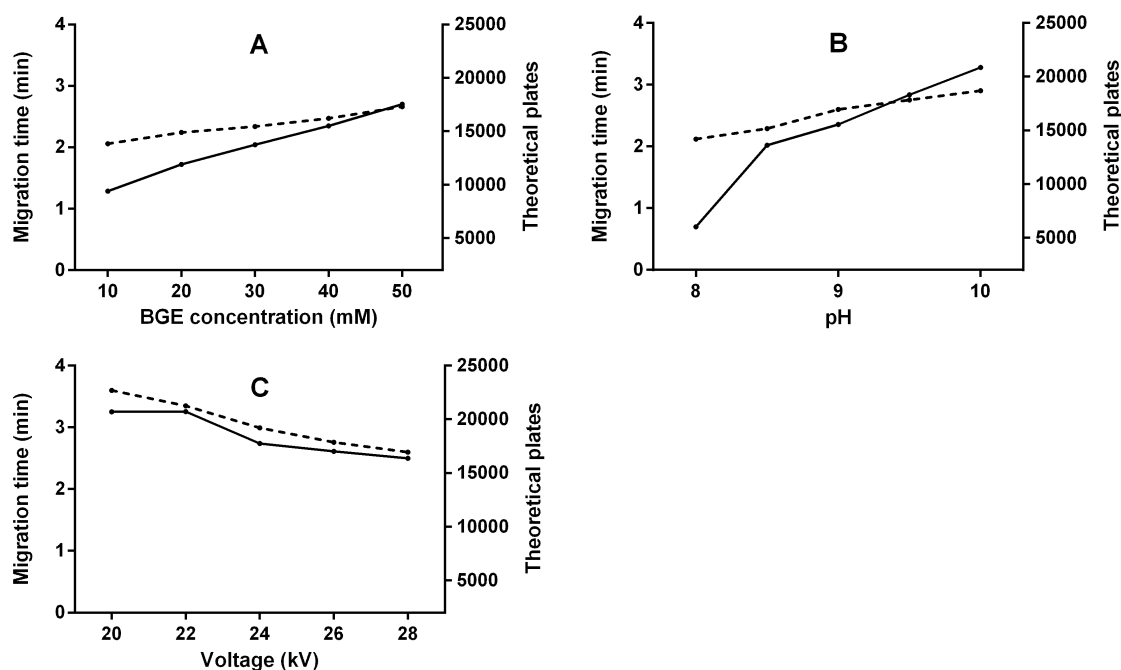 A
Migration time (min)
4
3
2
1
0
25000
20000
15000
10000
5000
Theoretical plates
10 20 30 40 50
BGE concentration (mM)
B
Migration time (min)
4
3
2
1
0
25000
20000
15000
10000
5000
Theoretical plates
8 9 10
pH
C
Migration time (min)
4
3
2
1
0
25000
20000
15000
10000
5000
Theoretical plates
20 22 24 26 28
Voltage (kV)